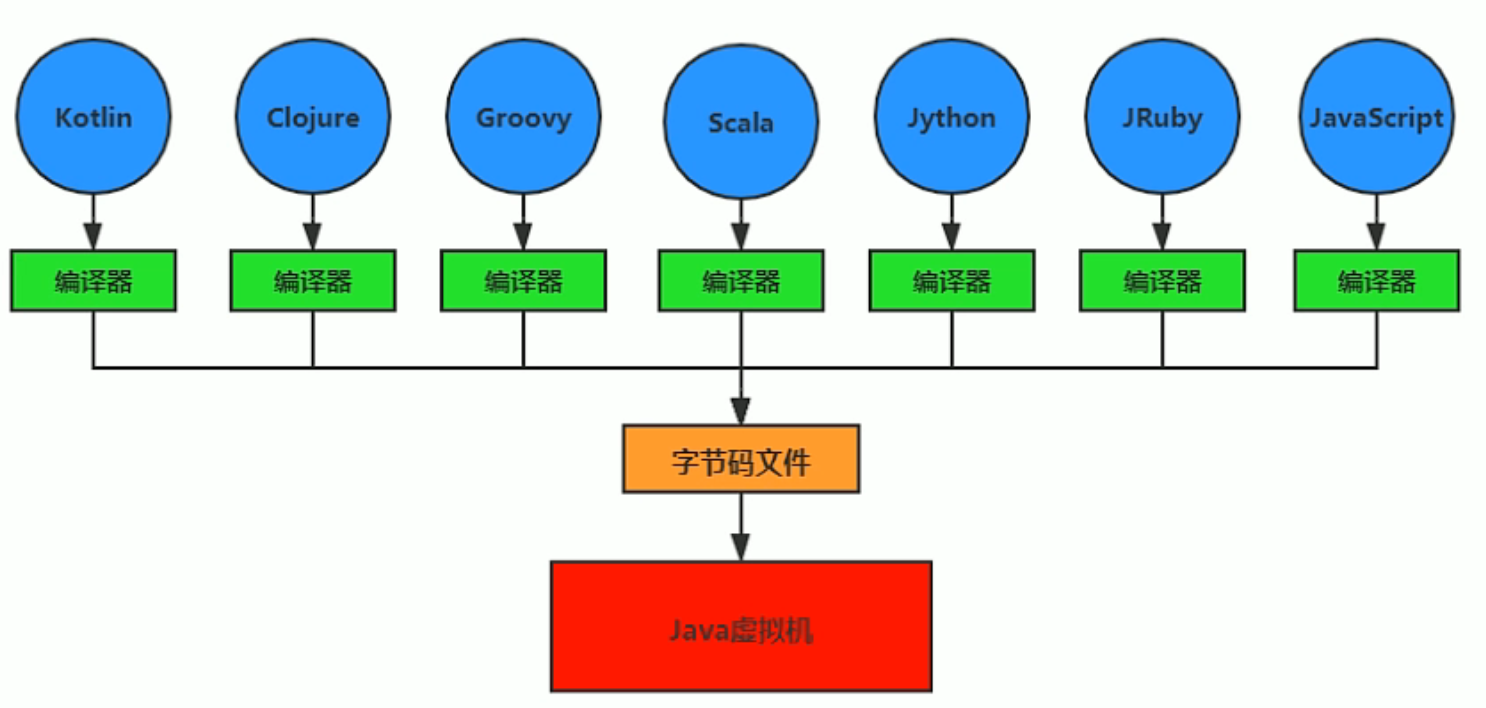 Kotlin
Clojure
Groovy
Scala
Jython
JRuby
JavaScript
编译器
编译器
编译器
编译器
编译器
编译器
编译器
字节码文件
Java虚拟机